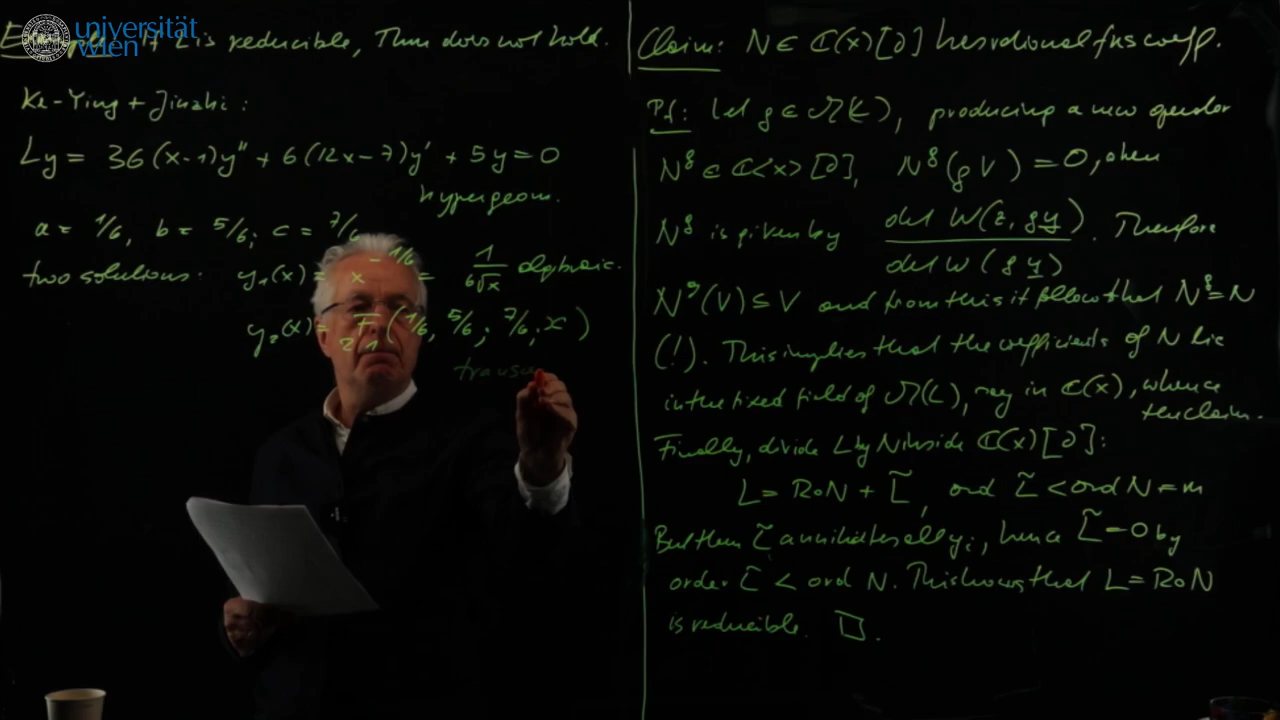 universität
wien
if L is reducible, Thm does not hold.
Ke-Ying + Jinzhi:
Ly = 36(x-1)y'' + 6(12x-7)y' + 5y = 0
hypergeom.
a = 1/6, b = 5/6; c = 7/6
two solutions: y₁(x) = x^{-1/6} = 1/⁶√x algebraic.
y₂(x) = ₂F₁(1/6, 5/6; 7/6; x)
transc
Claim: N ∈ ℂ(x)[∂] has rational fns coeff.
Pf: Let g ∈ (L), producing a new operator
N^g ∈ ℂ<x>[∂], N^g(gV) = 0, when
N^g is given by det W(z, gy) / det W(gy). Therefore
N^g(V) ⊆ V and from this it follows that N^g = N
(!). This implies that the coefficients of N lie
in the fixed field of (L), say in ℂ(x), whence
the claim.
Finally, divide L by N inside ℂ(x)[∂]:
L = R∘N + L̃, ord L̃ < ord N = m
But then L̃ annihilates all yᵢ, hence L̃ = 0 by
order L̃ < ord N. This shows that L = R∘N
is reducible. □.